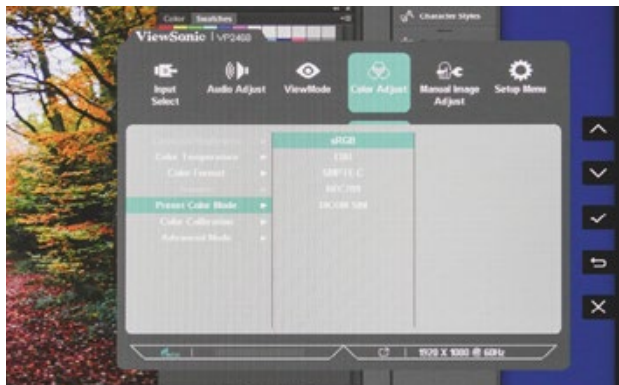 Color Swatches
Character Styles
ViewSonic | VP2468
Input Select
Audio Adjust
ViewMode
Color Adjust
Manual Image Adjust
Setup Menu
Contrast/Brightness
Color Temperature
Color Format
Preset Color Mode
Color Calibration
Advanced Mode
sRGB
EBU
SMPTE C
REC709
DICOM SIM
1920 X 1080 @ 60Hz